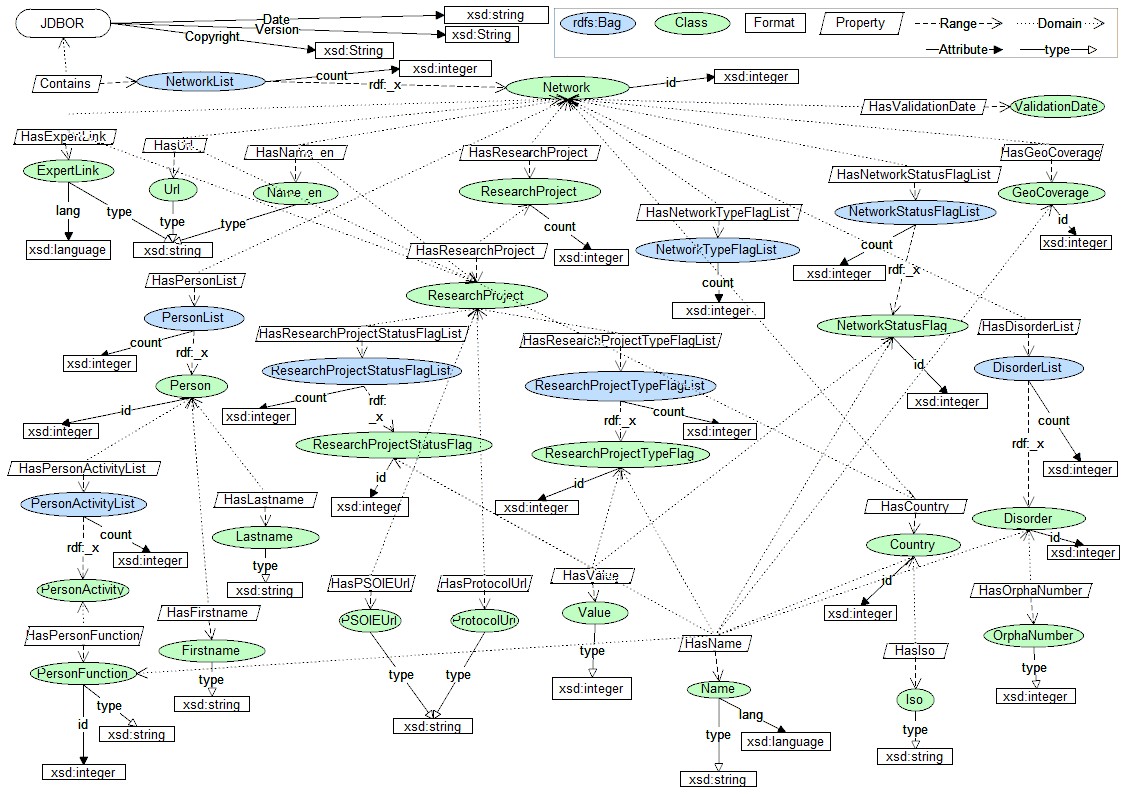 JDBOR
Date
xsd:string
Version
xsd:String
Copyright
xsd:String
rdfs:Bag
Class
Format
Property
Range
Domain
Attribute
type
Contains
NetworkList
count
xsd:integer
rdf:_x
Network
id
xsd:integer
HasValidationDate
ValidationDate
HasExpertLink
HasUrl
HasName_en
HasResearchProject
HasGeoCoverage
ExpertLink
Url
Name_en
ResearchProject
HasNetworkStatusFlagList
GeoCoverage
lang
type
type
type
count
HasNetworkTypeFlagList
NetworkStatusFlagList
id
xsd:language
xsd:string
HasResearchProject
xsd:integer
NetworkTypeFlagList
count
xsd:integer
xsd:integer
rdf:_x
HasPersonList
ResearchProject
count
xsd:integer
PersonList
HasResearchProjectStatusFlagList
HasResearchProjectTypeFlagList
NetworkStatusFlag
HasDisorderList
count
rdf:_x
xsd:integer
ResearchProjectStatusFlagList
id
DisorderList
Person
ResearchProjectTypeFlagList
id
count
rdf:
_x
count
xsd:integer
xsd:integer
rdf:_x
xsd:integer
count
xsd:integer
ResearchProjectStatusFlag
ResearchProjectTypeFlag
rdf:_x
HasPersonActivityList
id
id
xsd:integer
PersonActivityList
HasLastname
xsd:integer
xsd:integer
HasCountry
Disorder
count
rdf:_x
Lastname
Country
id
xsd:integer
xsd:integer
type
id
PersonActivity
xsd:string
HasPSOIEUrl
HasProtocolUrl
HasValue
HasOrphaNumber
HasFirstname
PSOIEUrl
ProtocolUrl
Value
xsd:integer
HasPersonFunction
Firstname
HasName
HasIso
OrphaNumber
type
PersonFunction
type
type
type
type
xsd:integer
Name
Iso
xsd:integer
type
id
xsd:string
xsd:string
xsd:string
lang
type
type
xsd:language
xsd:string
xsd:integer
xsd:string